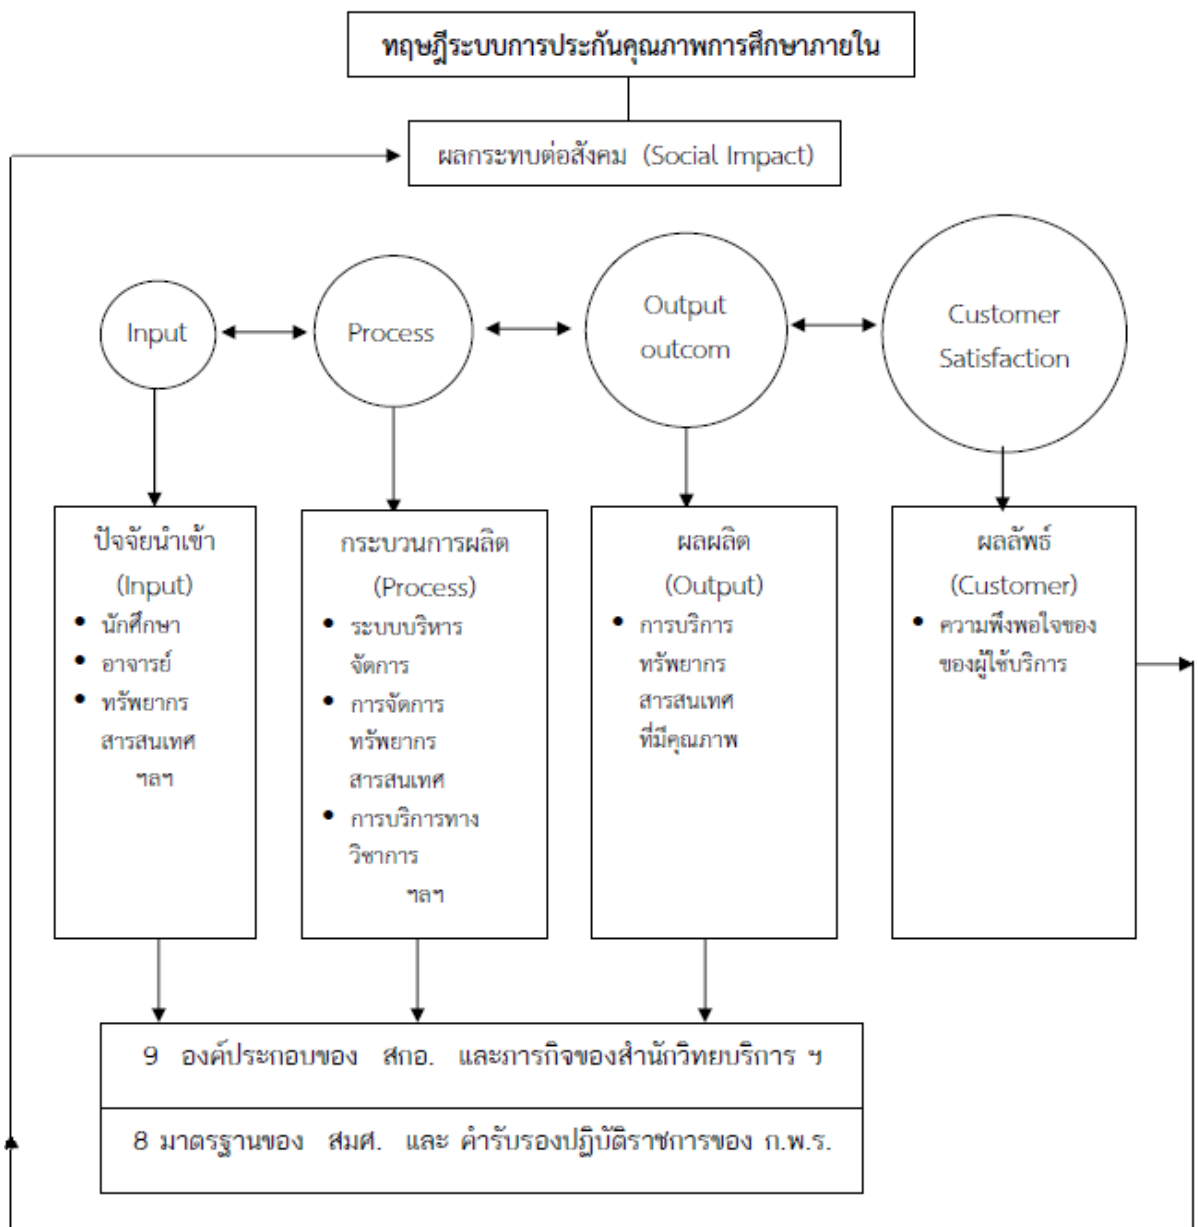 ทฤษฎีระบบการประกันคุณภาพการศึกษาภายใน
ผลกระทบต่อสังคม (Social Impact)
Input
Process
Output
outcom
Customer
Satisfaction
ปัจจัยนำเข้า
(Input)
• นักศึกษา
• อาจารย์
• ทรัพยากร
สารสนเทศ
ฯลฯ
กระบวนการผลิต
(Process)
• ระบบบริหาร
จัดการ
• การจัดการ
ทรัพยากร
สารสนเทศ
• การบริการทาง
วิชาการ
ฯลฯ
ผลผลิต
(Output)
• การบริการ
ทรัพยากร
สารสนเทศ
ที่มีคุณภาพ
ผลลัพธ์
(Customer)
• ความพึงพอใจของ
ของผู้ใช้บริการ
9 องค์ประกอบของ สกอ. และภารกิจของสำนักวิทยบริการ ฯ
8 มาตรฐานของ สมศ. และ คำรับรองปฏิบัติราชการของ ก.พ.ร.